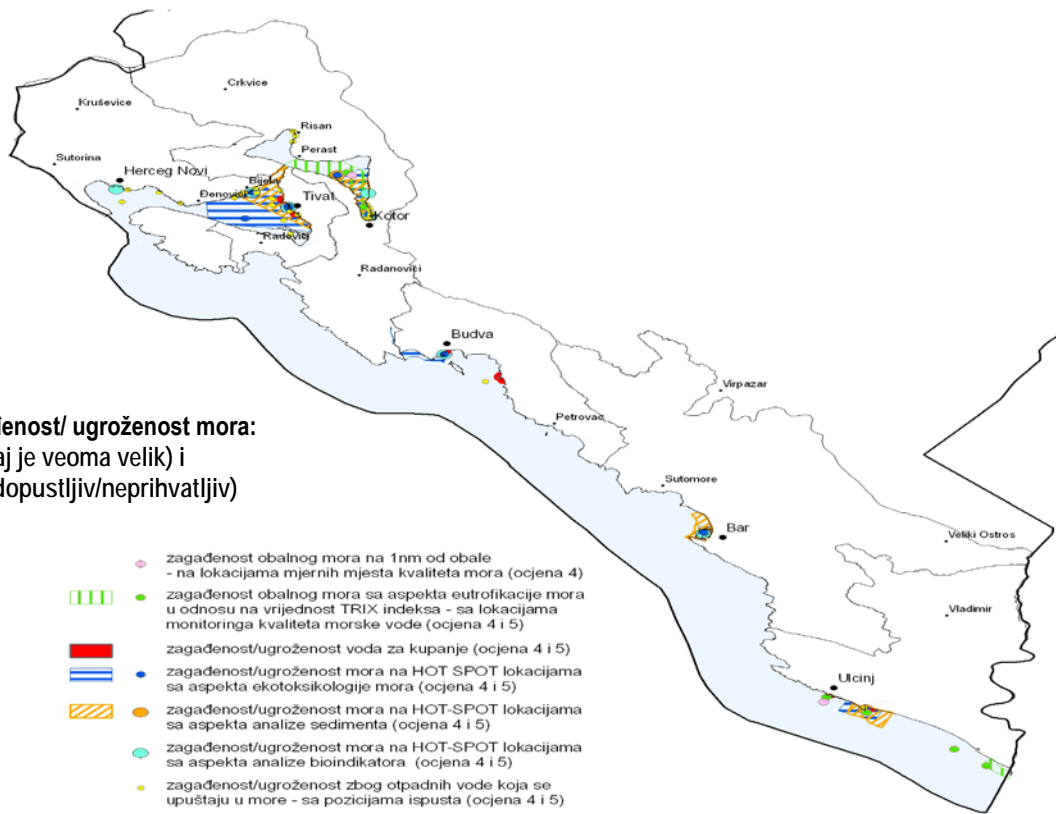 Crkvice
Kruševice
Risan
Perast
Sutorina
Herceg Novi
Bijela
Đenovići
Tivat
Kotor
Radovići
Radanovići
Budva
Virpazar
Petrovac
Sutomore
Bar
Veliki Ostros
Vladimir
Ulcinj
đenost/ ugroženost mora:
aj je veoma velik) i
dopustljiv/neprihvatljiv)
zagađenost obalnog mora na 1nm od obale
- na lokacijama mjernih mjesta kvaliteta mora (ocjena 4)
zagađenost obalnog mora sa aspekta eutrofikacije mora
u odnosu na vrijednost TRIX indeksa - sa lokacijama
monitoringa kvaliteta morske vode (ocjena 4 i 5)
zagađenost/ugroženost voda za kupanje (ocjena 4 i 5)
zagađenost/ugroženost mora na HOT SPOT lokacijama
sa aspekta ekotoksikologije mora (ocjena 4 i 5)
zagađenost/ugroženost mora na HOT-SPOT lokacijama
sa aspekta analize sedimenta (ocjena 4 i 5)
zagađenost/ugroženost mora na HOT-SPOT lokacijama
sa aspekta analize bioindikatora (ocjena 4 i 5)
zagađenost/ugroženost zbog otpadnih vode koja se
upuštaju u more - sa pozicijama ispusta (ocjena 4 i 5)